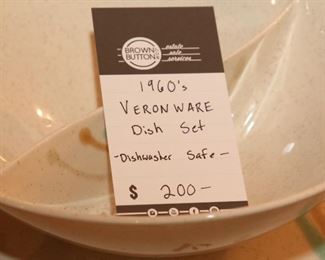 BROWN BUTTON
estate
sale
services
1960's
VERONWARE
Dish Set
-Dishwasher Safe-
$ 200-